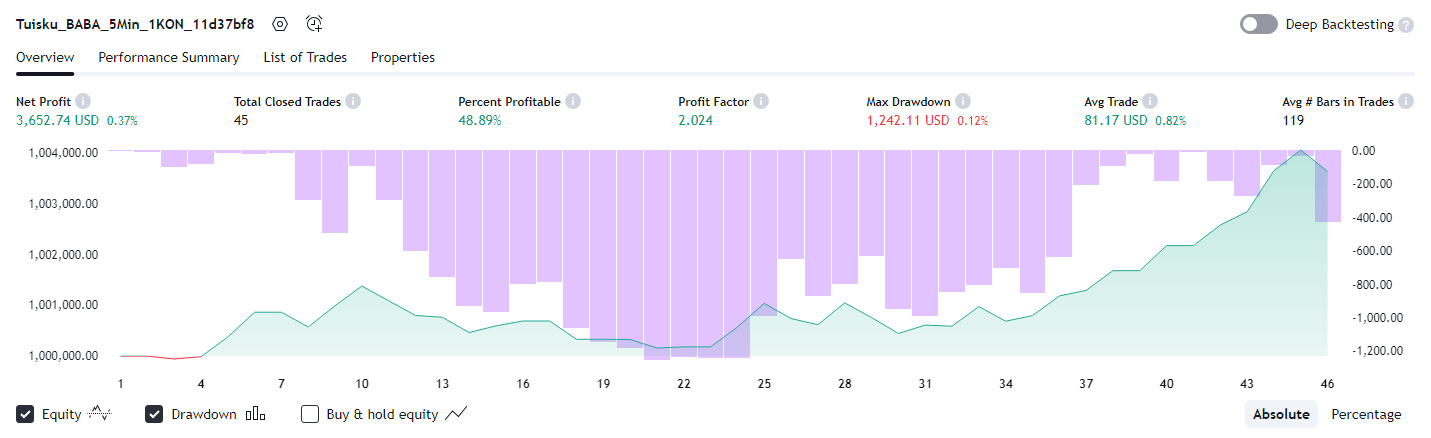 Tuisku_BABA_5Min_1KON_11d37bf8
Deep Backtesting ?
Overview Performance Summary List of Trades Properties
Net Profit Total Closed Trades Percent Profitable Profit Factor Max Drawdown Avg Trade Avg # Bars in Trades
3,652.74 USD 0.37% 45 48.89% 2.024 1,242.11 USD 0.12% 81.17 USD 0.82% 119
1,004,000.00 0.00
-200.00
1,003,000.00 -400.00
1,002,000.00 -600.00
-800.00
1,001,000.00 -1,000.00
1,000,000.00 -1,200.00
1 4 7 10 13 16 19 22 25 28 31 34 37 40 43 46
Equity Drawdown Buy & hold equity Absolute Percentage